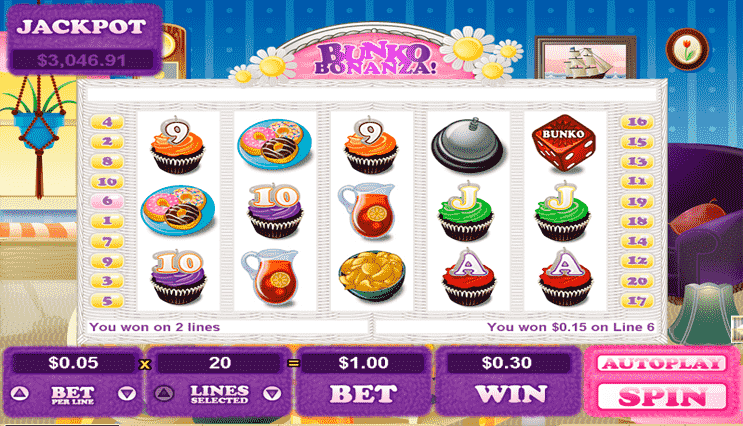 JACKPOT
$3,046.91
BUNKO
BONANZA!
4 9 9 BUNKO 16
2 15
8 13
10 11
6 10 J J 19
1 18
7 14
9 10 A A 12
3 20
5 17
You won on 2 lines You won $0.15 on Line 6
$0.05 x 20 = $1.00 $0.30 AUTOPLAY
BET PER LINE LINES SELECTED BET WIN SPIN